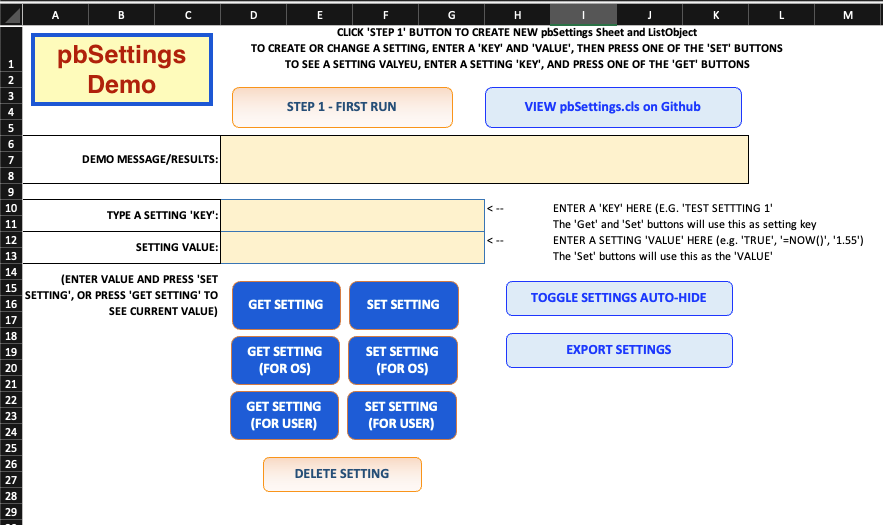 A B C D E F G H I J K L M
pbSettings
Demo
CLICK 'STEP 1' BUTTON TO CREATE NEW pbSettings Sheet and ListObject
TO CREATE OR CHANGE A SETTING, ENTER A 'KEY' AND 'VALUE', THEN PRESS ONE OF THE 'SET' BUTTONS
TO SEE A SETTING VALYEU, ENTER A SETTING 'KEY', AND PRESS ONE OF THE 'GET' BUTTONS
1
2
3
4
5
STEP 1 - FIRST RUN
VIEW pbSettings.cls on Github
6
7
8
DEMO MESSAGE/RESULTS:
9
10
11
TYPE A SETTING 'KEY':
< --
ENTER A 'KEY' HERE (E.G. 'TEST SETTTING 1'
The 'Get' and 'Set' buttons will use this as setting key
12
13
SETTING VALUE:
< --
ENTER A SETTING 'VALUE' HERE (e.g. 'TRUE', '=NOW()', '1.55')
The 'Set' buttons will use this as the 'VALUE'
14
15
16
17
(ENTER VALUE AND PRESS 'SET
SETTING', OR PRESS 'GET SETTING' TO
SEE CURRENT VALUE)
GET SETTING
SET SETTING
TOGGLE SETTINGS AUTO-HIDE
18
19
20
21
GET SETTING
(FOR OS)
SET SETTING
(FOR OS)
EXPORT SETTINGS
22
23
24
25
GET SETTING
(FOR USER)
SET SETTING
(FOR USER)
26
27
28
29
DELETE SETTING